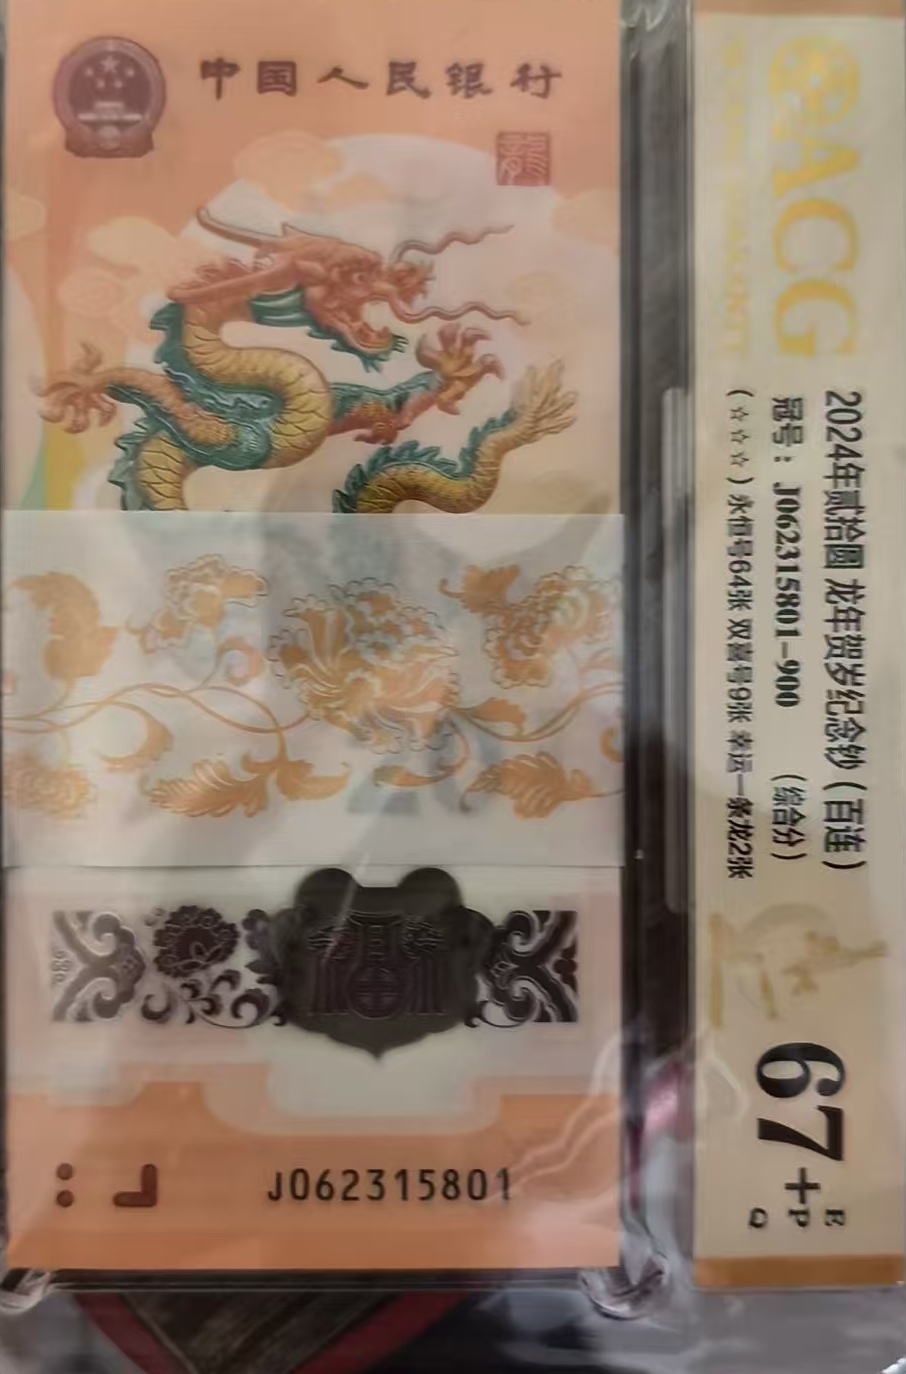 中国人民银行
J062315801
ACG
2024年贰拾圆 龙年贺岁纪念钞（百连）
冠号：J062315801-900 （综合分）
（☆☆☆）永恒号64张 双喜号9张 幸运一条龙2张
67+
E
P
Q